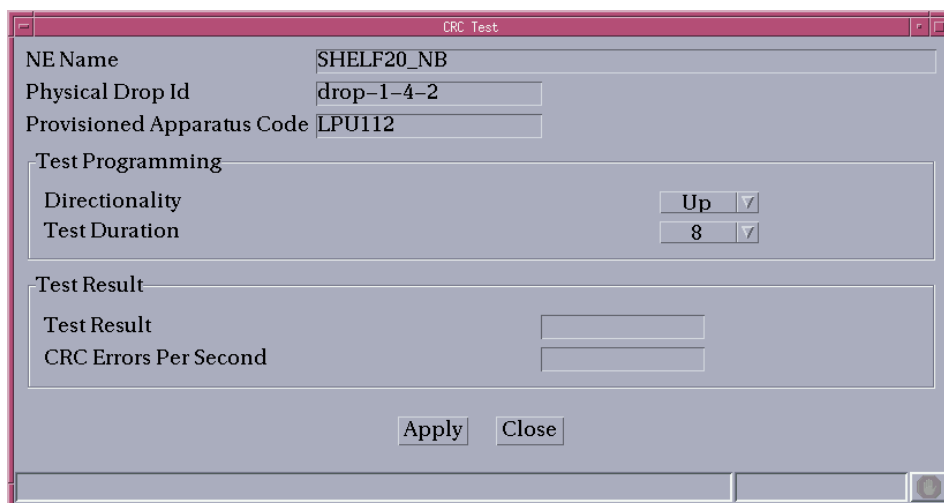 CRC Test
NE Name SHELF20_NB
Physical Drop Id drop-1-4-2
Provisioned Apparatus Code LPU112
Test Programming
Directionality Up
Test Duration 8
Test Result
Test Result
CRC Errors Per Second
Apply Close